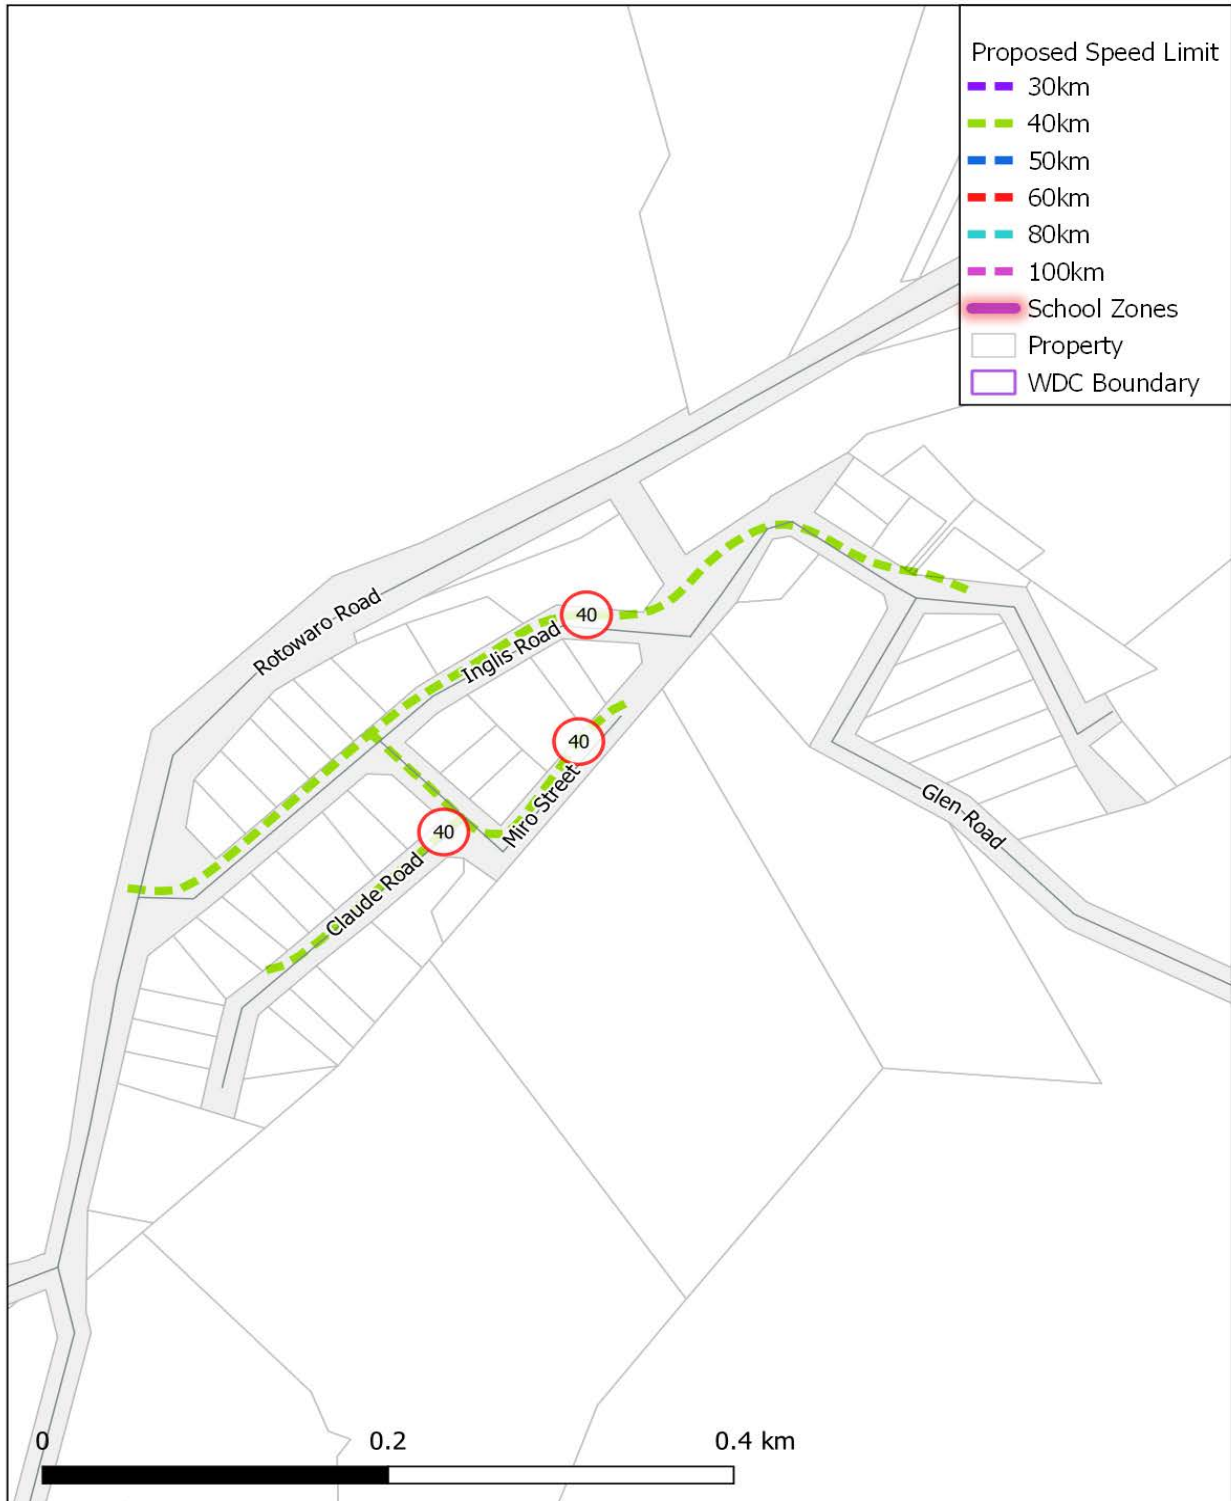 Proposed Speed Limit
30km
40km
50km
60km
80km
100km
School Zones
Property
WDC Boundary
Rotowaro Road
40
Inglis Road
40
Miro Street
40
Claude Road
Glen Road
0 0.2 0.4 km